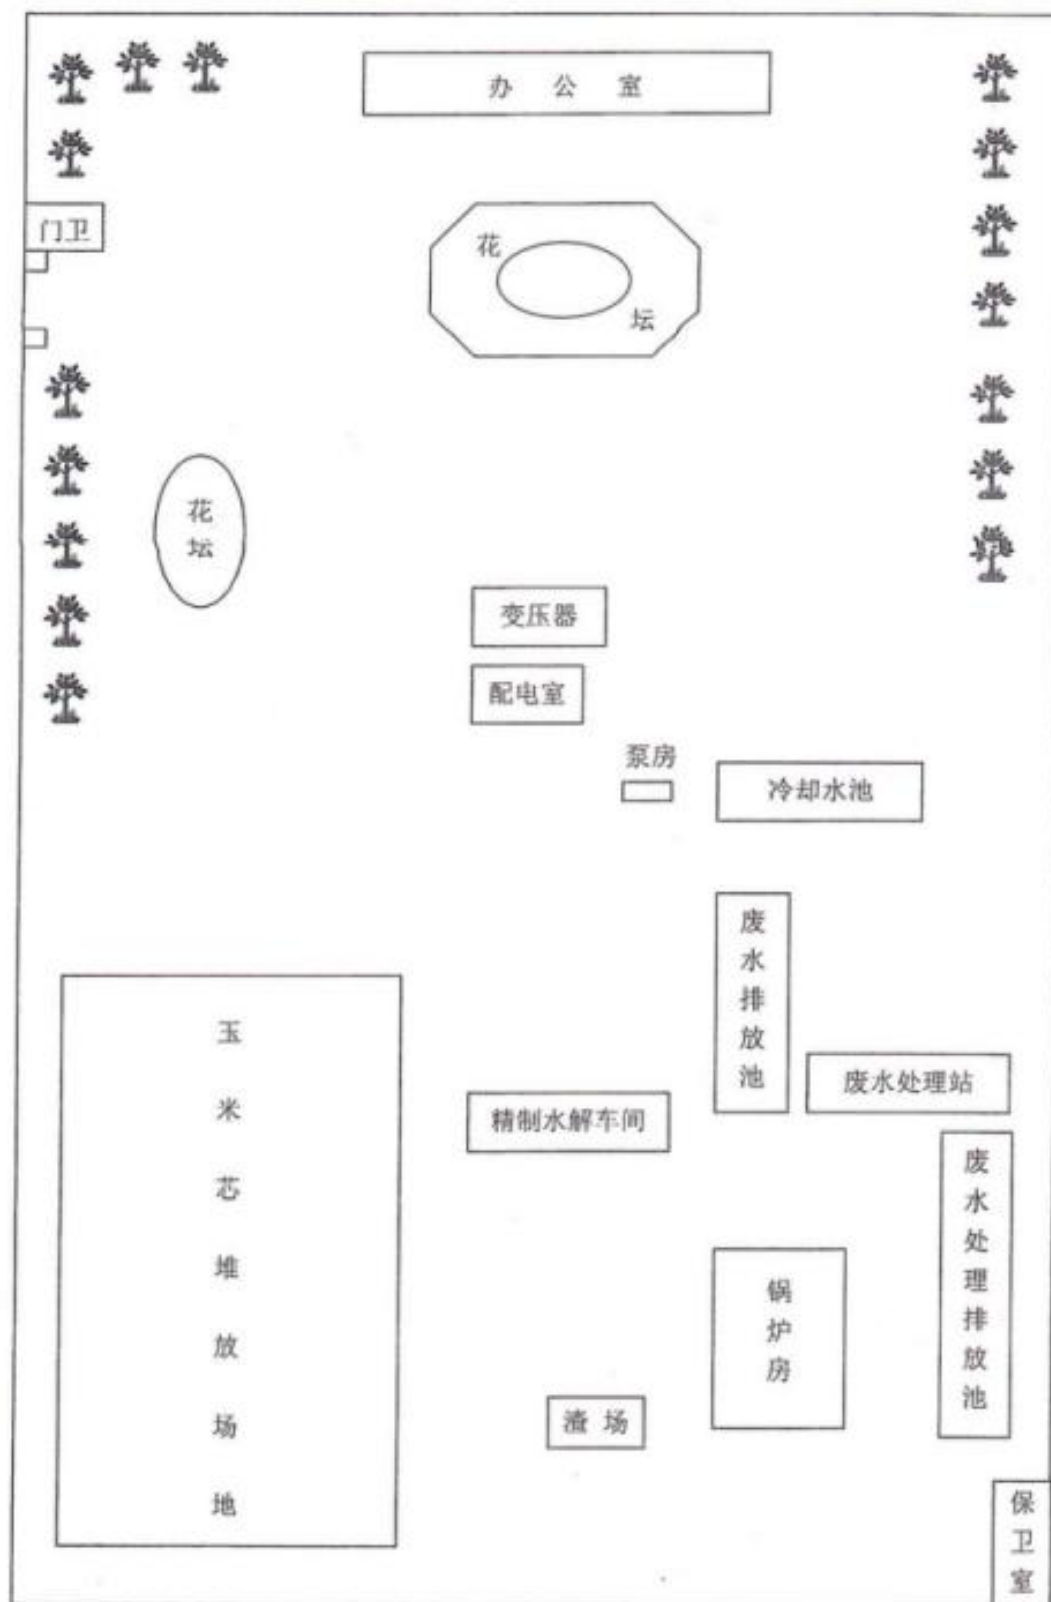 办公室
门卫
花坛
花坛
变压器
配电室
泵房
冷却水池
废水排放池
废水处理站
玉米芯堆放场地
精制水解车间
废水处理排放池
锅炉房
渣场
保卫室